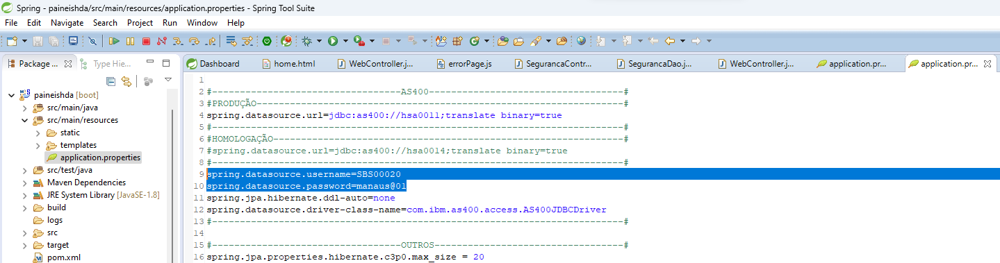 Spring - paineishda/src/main/resources/application.properties - Spring Tool Suite
File Edit Navigate Search Project Run Window Help
Package ... Type Hie...
Dashboard home.html WebController.j... errorPage.js SegurancaContr... SegurancaDao.j... WebController.j... application.pr... application.pr...
paineishda [boot]
src/main/java
src/main/resources
static
templates
application.properties
src/test/java
Maven Dependencies
JRE System Library [JavaSE-1.8]
build
logs
src
target
pom.xml
1
2 #---------------------------------AS400----------------------------------#
3 #PRODUÇÃO----------------------------------------------------------------#
4 spring.datasource.url=jdbc:as400://hsa0011;translate binary=true
5 #------------------------------------------------------------------------#
6 #HOMOLOGAÇÃO-------------------------------------------------------------#
7 #spring.datasource.url=jdbc:as400://hsa0014;translate binary=true
8 #------------------------------------------------------------------------#
9 spring.datasource.username=SBS00020
10 spring.datasource.password=manaus@01
11 spring.jpa.hibernate.ddl-auto=none
12 spring.datasource.driver-class-name=com.ibm.as400.access.AS400JDBCDriver
13 #------------------------------------------------------------------------#
14
15 #---------------------------------OUTROS---------------------------------#
16 spring.jpa.properties.hibernate.c3p0.max_size = 20